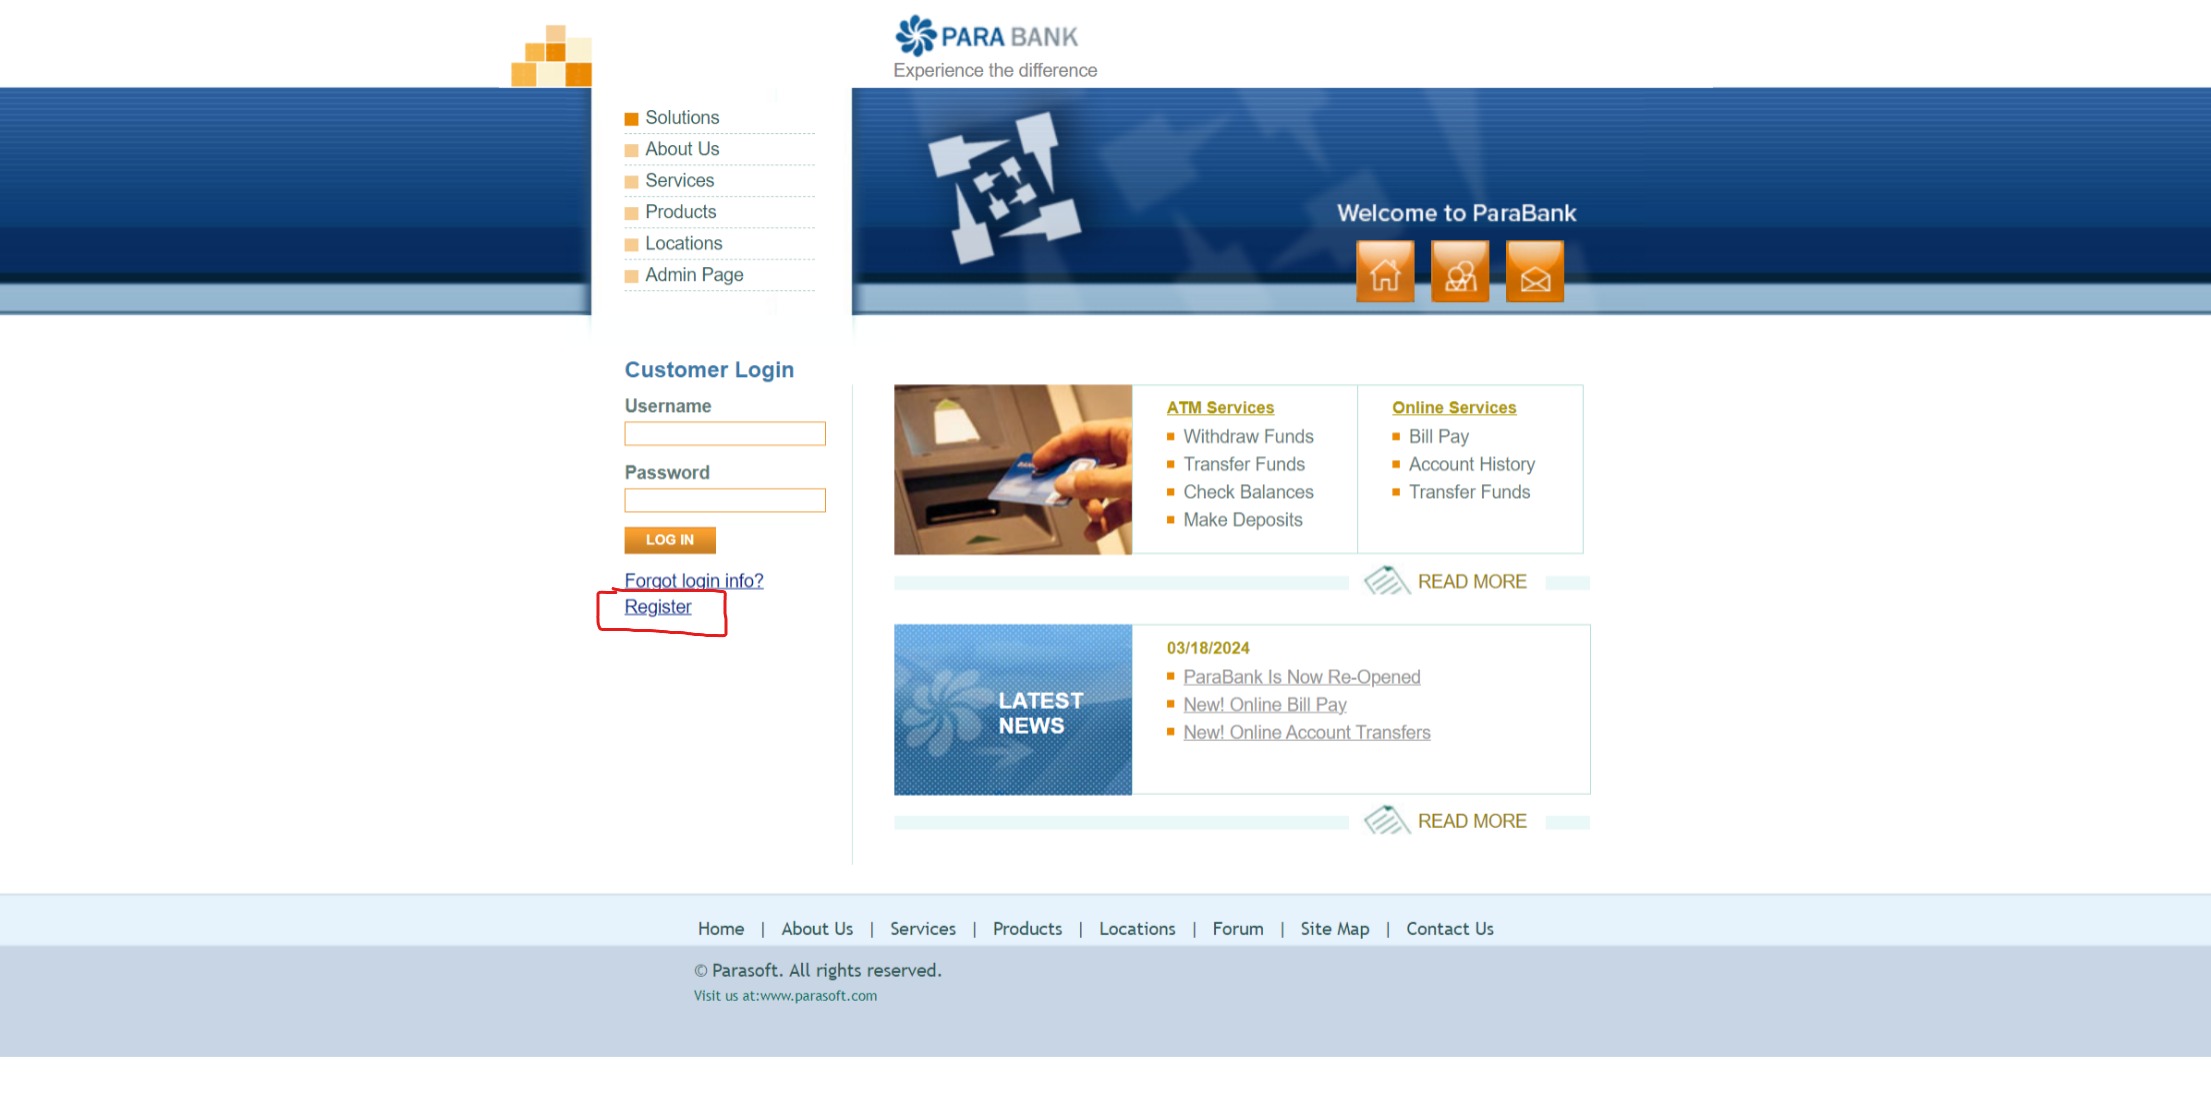 PARA BANK
Experience the difference
Solutions
About Us
Services
Products
Locations
Admin Page
Welcome to ParaBank
Customer Login
Username
Password
LOG IN
Forgot login info?
Register
ATM Services
Withdraw Funds
Transfer Funds
Check Balances
Make Deposits
Online Services
Bill Pay
Account History
Transfer Funds
READ MORE
LATEST
NEWS
03/18/2024
ParaBank Is Now Re-Opened
New! Online Bill Pay
New! Online Account Transfers
READ MORE
Home | About Us | Services | Products | Locations | Forum | Site Map | Contact Us
© Parasoft. All rights reserved.
Visit us at:www.parasoft.com